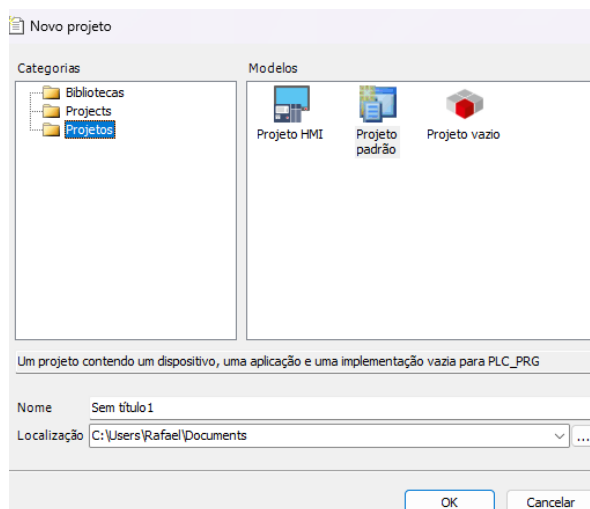 Novo projeto
Categorias
Modelos
Bibliotecas
Projects
Projetos
Projeto HMI
Projeto
padrão
Projeto vazio
Um projeto contendo um dispositivo, uma aplicação e uma implementação vazia para PLC_PRG
Nome
Sem título1
Localização
C:\Users\Rafael\Documents
...
OK
Cancelar